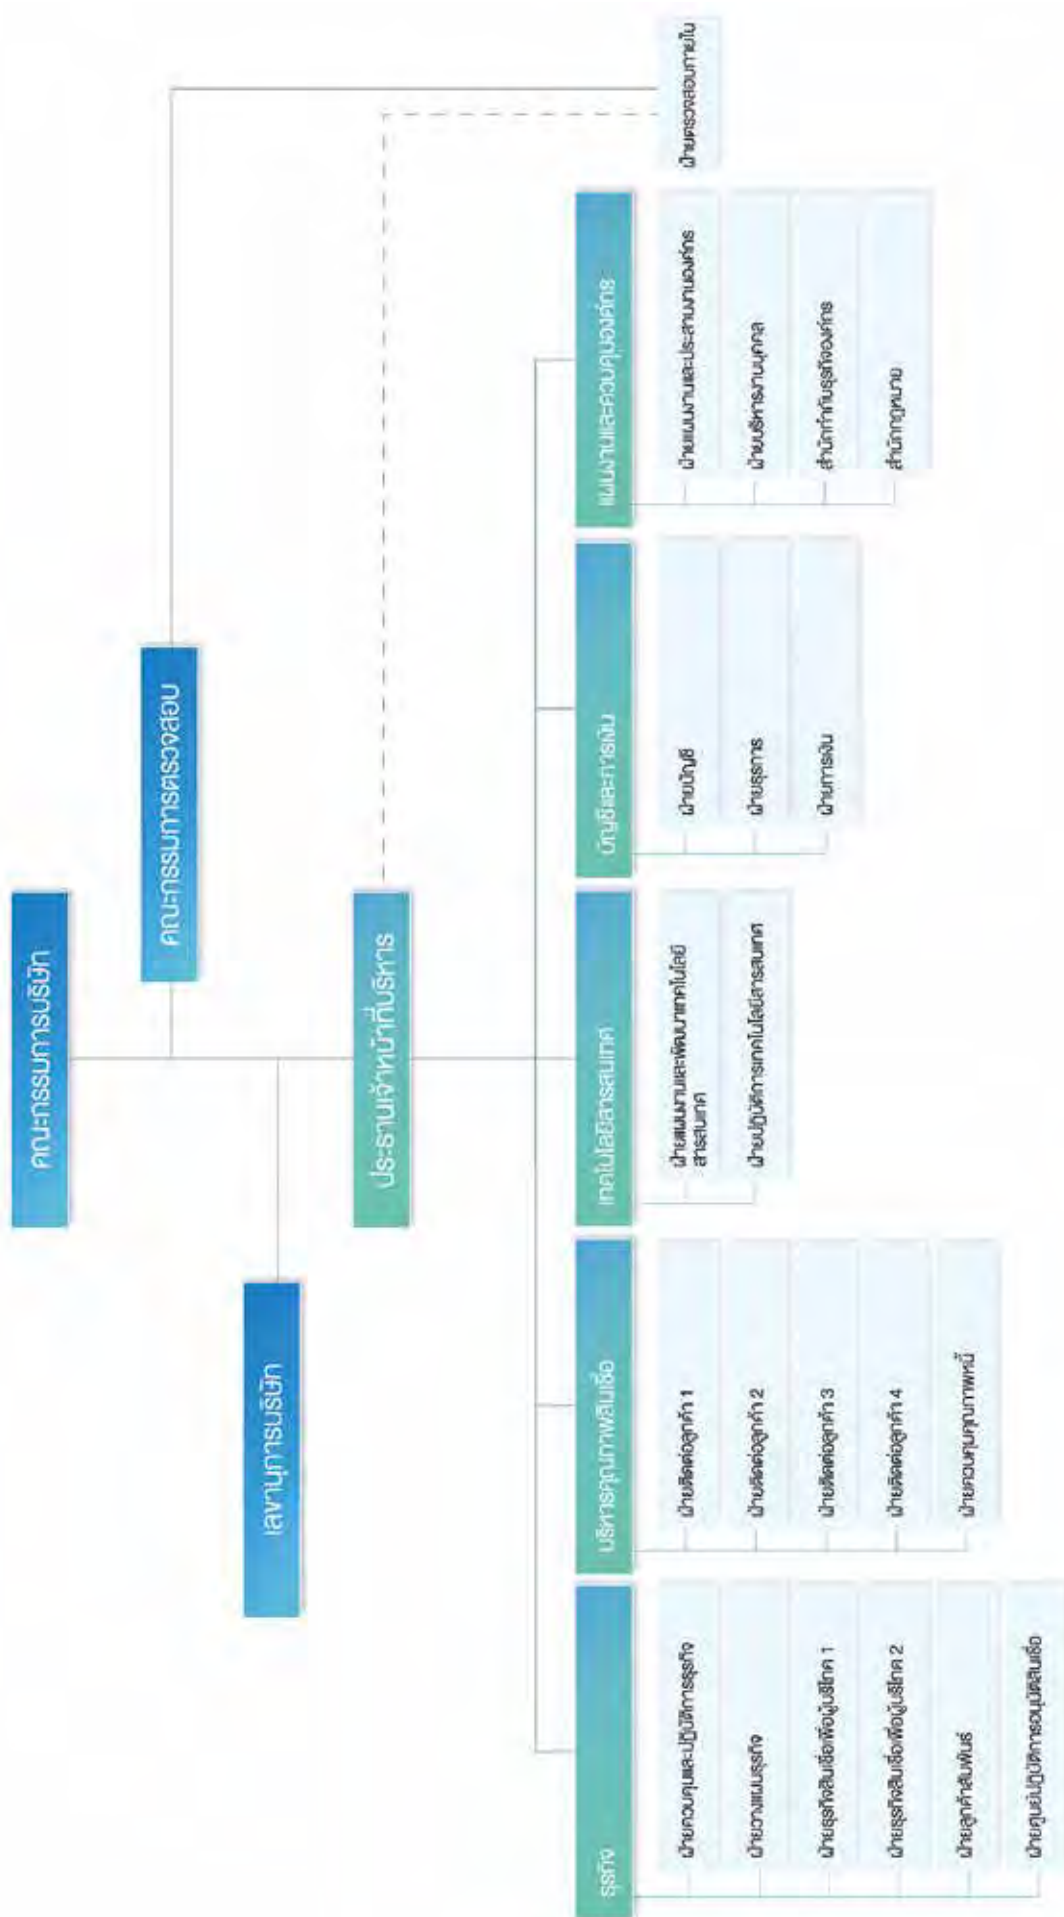 คณะกรรมการบริษัท
คณะกรรมการตรวจสอบ
เลขานุการบริษัท
ประธานเจ้าหน้าที่บริหาร
ธุรกิจ
ฝ่ายควบคุมและปฏิบัติการธุรกิจ
ฝ่ายวางแผนธุรกิจ
ฝ่ายธุรกิจสินเชื่อเพื่อผู้บริโภค 1
ฝ่ายธุรกิจสินเชื่อเพื่อผู้บริโภค 2
ฝ่ายลูกค้าสัมพันธ์
ฝ่ายศูนย์ปฏิบัติการอนุมัติสินเชื่อ
บริหารคุณภาพสินเชื่อ
ฝ่ายติดต่อลูกค้า 1
ฝ่ายติดต่อลูกค้า 2
ฝ่ายติดต่อลูกค้า 3
ฝ่ายติดต่อลูกค้า 4
ฝ่ายควบคุมคุณภาพหนี้
เทคโนโลยีสารสนเทศ
ฝ่ายแผนงานและพัฒนาเทคโนโลยี
สารสนเทศ
ฝ่ายปฏิบัติการเทคโนโลยีสารสนเทศ
บัญชีและการเงิน
ฝ่ายบัญชี
ฝ่ายธุรการ
ฝ่ายการเงิน
แผนงานและควบคุมองค์กร
ฝ่ายแผนงานและประสานงานองค์กร
ฝ่ายบริหารงานบุคคล
สำนักกำกับธุรกิจองค์กร
สำนักกฎหมาย
ฝ่ายตรวจสอบภายใน